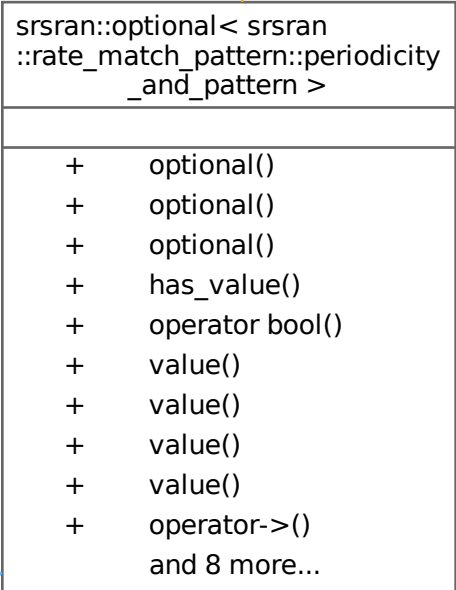 srsran::optional< srsran
::rate_match_pattern::periodicity
_and_pattern >
+ optional()
+ optional()
+ optional()
+ has_value()
+ operator bool()
+ value()
+ value()
+ value()
+ value()
+ operator->()
and 8 more...